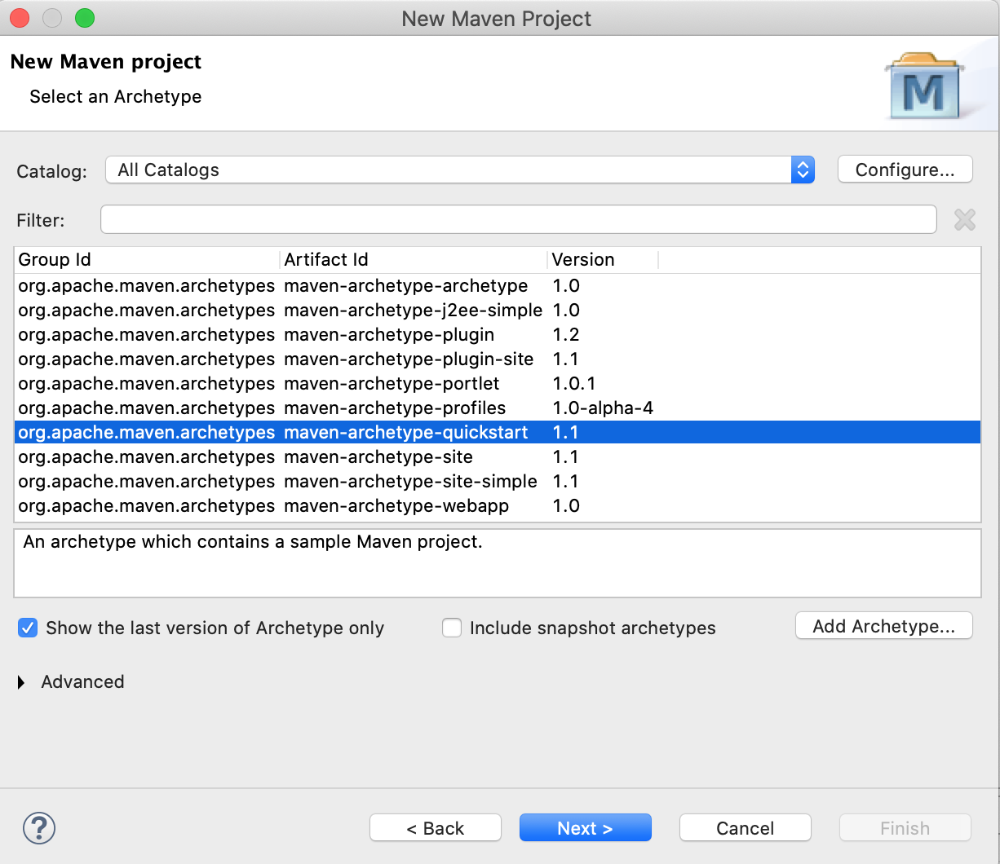 New Maven Project
New Maven project
Select an Archetype
M
Catalog: All Catalogs Configure...
Filter:
Group Id Artifact Id Version
org.apache.maven.archetypes maven-archetype-archetype 1.0
org.apache.maven.archetypes maven-archetype-j2ee-simple 1.0
org.apache.maven.archetypes maven-archetype-plugin 1.2
org.apache.maven.archetypes maven-archetype-plugin-site 1.1
org.apache.maven.archetypes maven-archetype-portlet 1.0.1
org.apache.maven.archetypes maven-archetype-profiles 1.0-alpha-4
org.apache.maven.archetypes maven-archetype-quickstart 1.1
org.apache.maven.archetypes maven-archetype-site 1.1
org.apache.maven.archetypes maven-archetype-site-simple 1.1
org.apache.maven.archetypes maven-archetype-webapp 1.0
An archetype which contains a sample Maven project.
Show the last version of Archetype only Include snapshot archetypes Add Archetype...
Advanced
? < Back Next > Cancel Finish